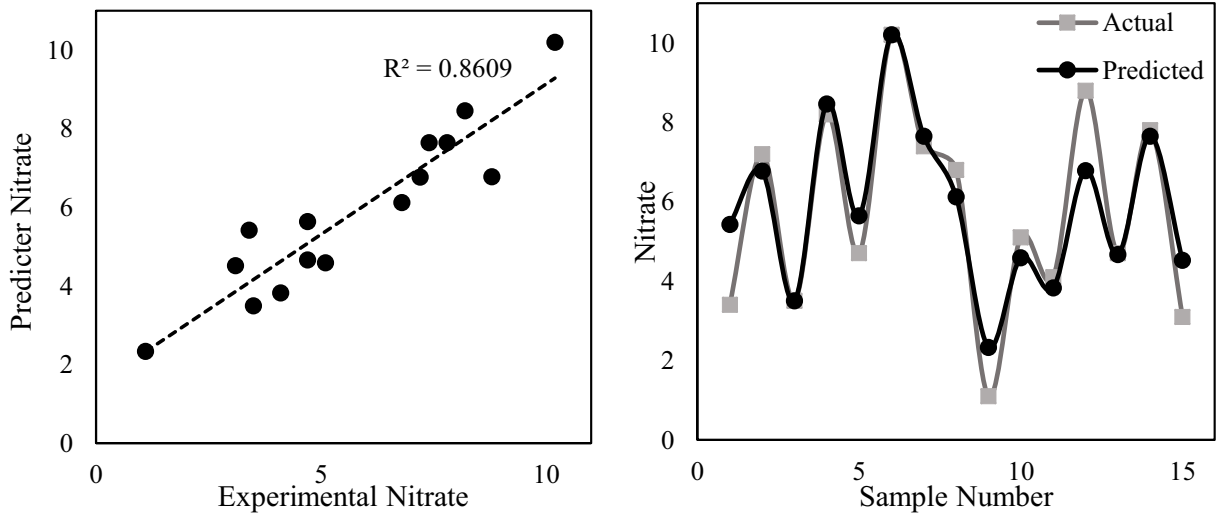 Predicter Nitrate
10
8
6
4
2
0
R² = 0.8609
0
5
10
Experimental Nitrate
Nitrate
10
8
6
4
2
0
Actual
Predicted
0
5
10
15
Sample Number